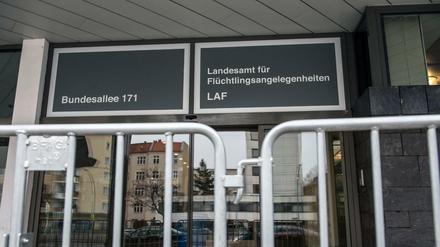 Bundesallee 171
Landesamt für
Flüchtlingsangelegenheiten
LAF